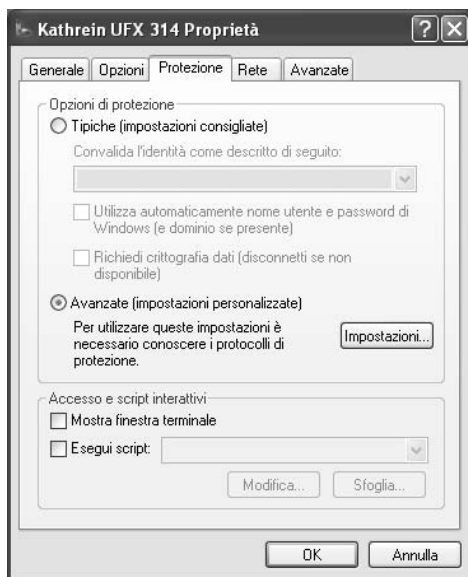 Kathrein UFX 314 Proprietà
Generale Opzioni Protezione Rete Avanzate
Opzioni di protezione
Tipiche (impostazioni consigliate)
Convalida l'identità come descritto di seguito:
Utilizza automaticamente nome utente e password di
Windows (e dominio se presente)
Richiedi crittografia dati (disconnetti se non
disponibile)
Avanzate (impostazioni personalizzate)
Per utilizzare queste impostazioni è
necessario conoscere i protocolli di
protezione.
Impostazioni...
Accesso e script interattivi
Mostra finestra terminale
Esegui script:
Modifica... Sfoglia...
OK Annulla